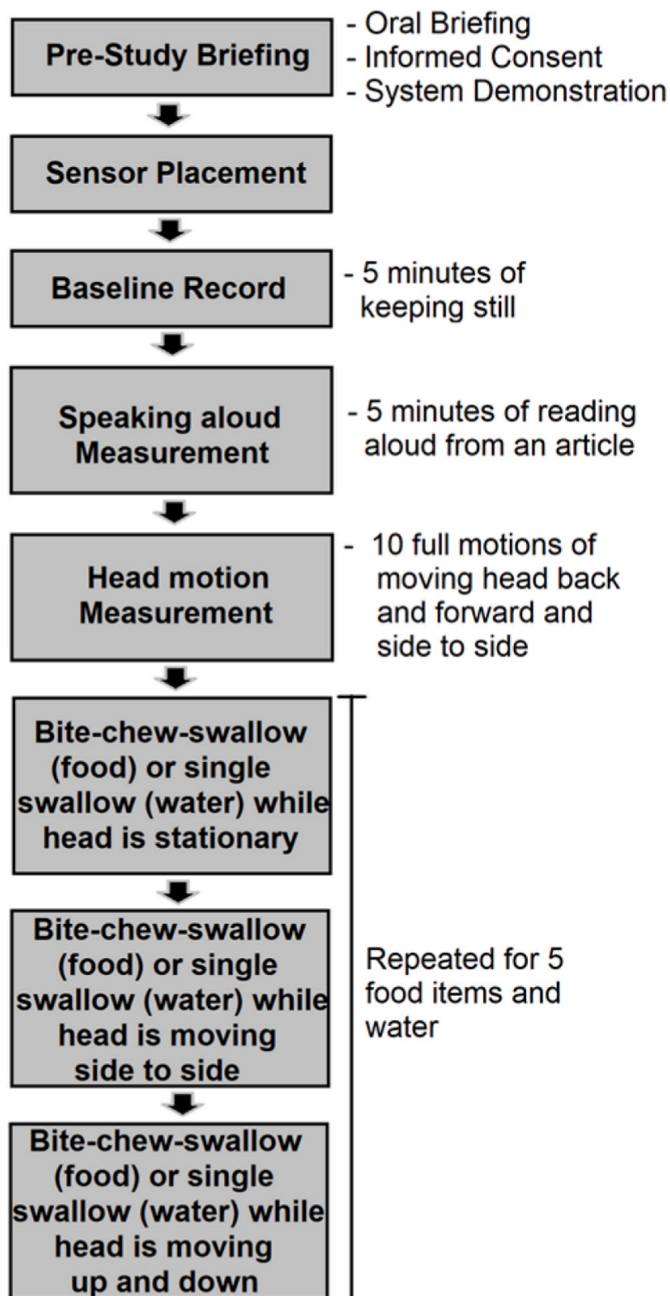 Pre-Study Briefing
- Oral Briefing
- Informed Consent
- System Demonstration
Sensor Placement
Baseline Record
- 5 minutes of
keeping still
Speaking aloud
Measurement
- 5 minutes of reading
aloud from an article
Head motion
Measurement
- 10 full motions of
moving head back
and forward and
side to side
Bite-chew-swallow
(food) or single
swallow (water) while
head is stationary
Bite-chew-swallow
(food) or single
swallow (water) while
head is moving
side to side
Repeated for 5
food items and
water
Bite-chew-swallow
(food) or single
swallow (water) while
head is moving
up and down